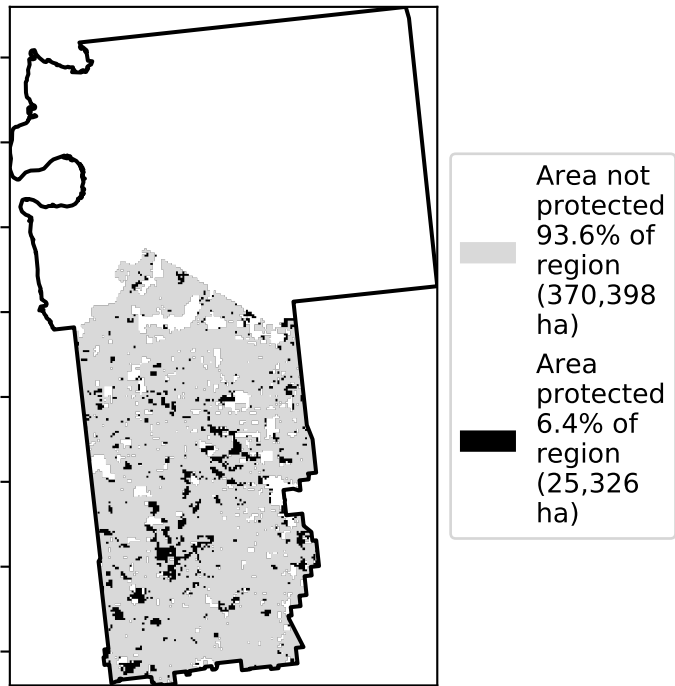 Area not
protected
93.6% of
region
(370,398
ha)
Area
protected
6.4% of
region
(25,326
ha)